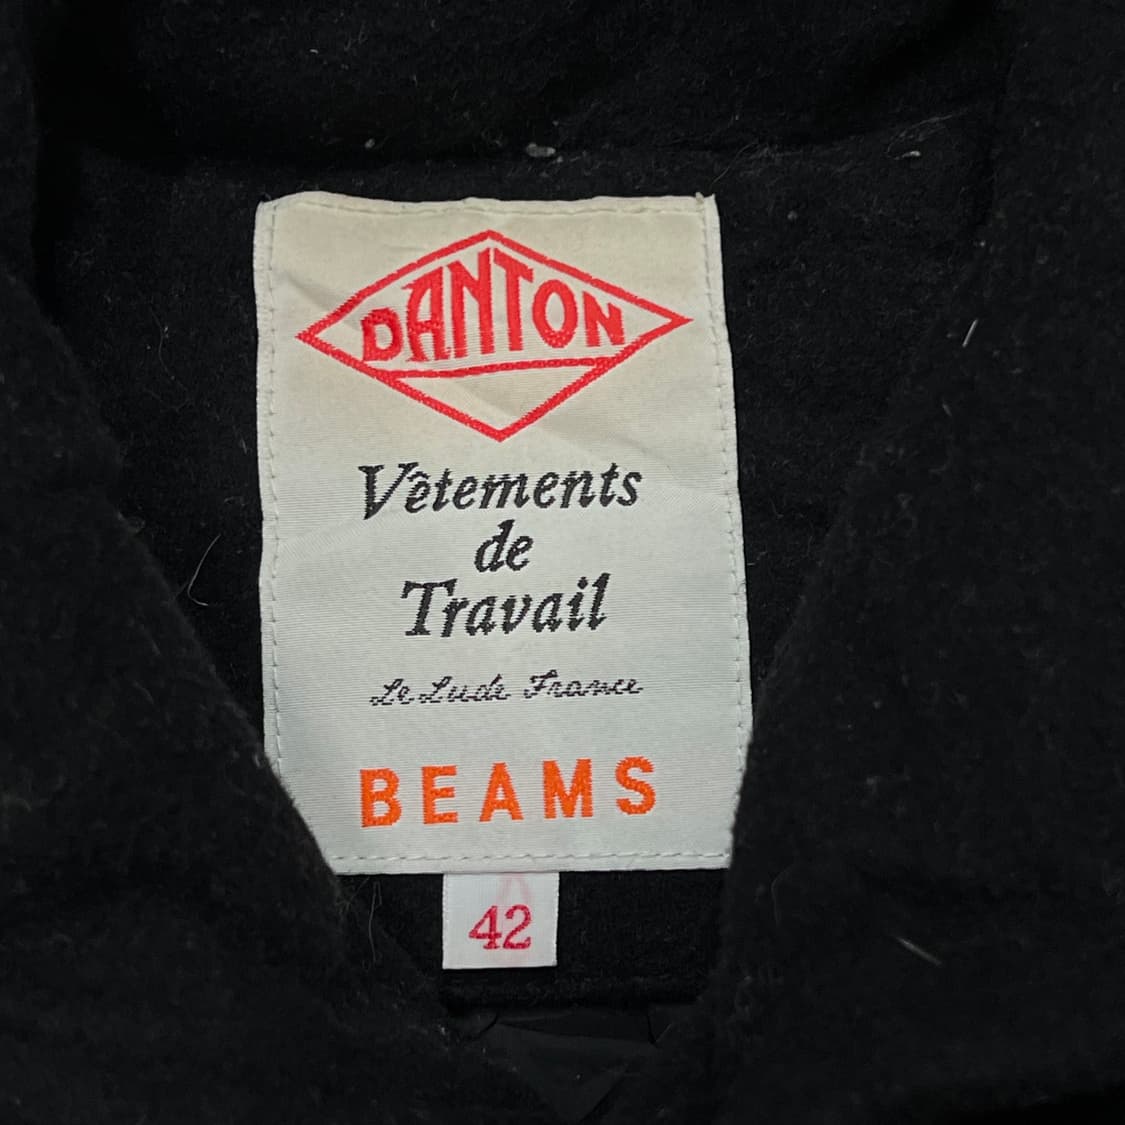 DANTON
Vêtements
de
Travail
Le Lude France
BEAMS
42